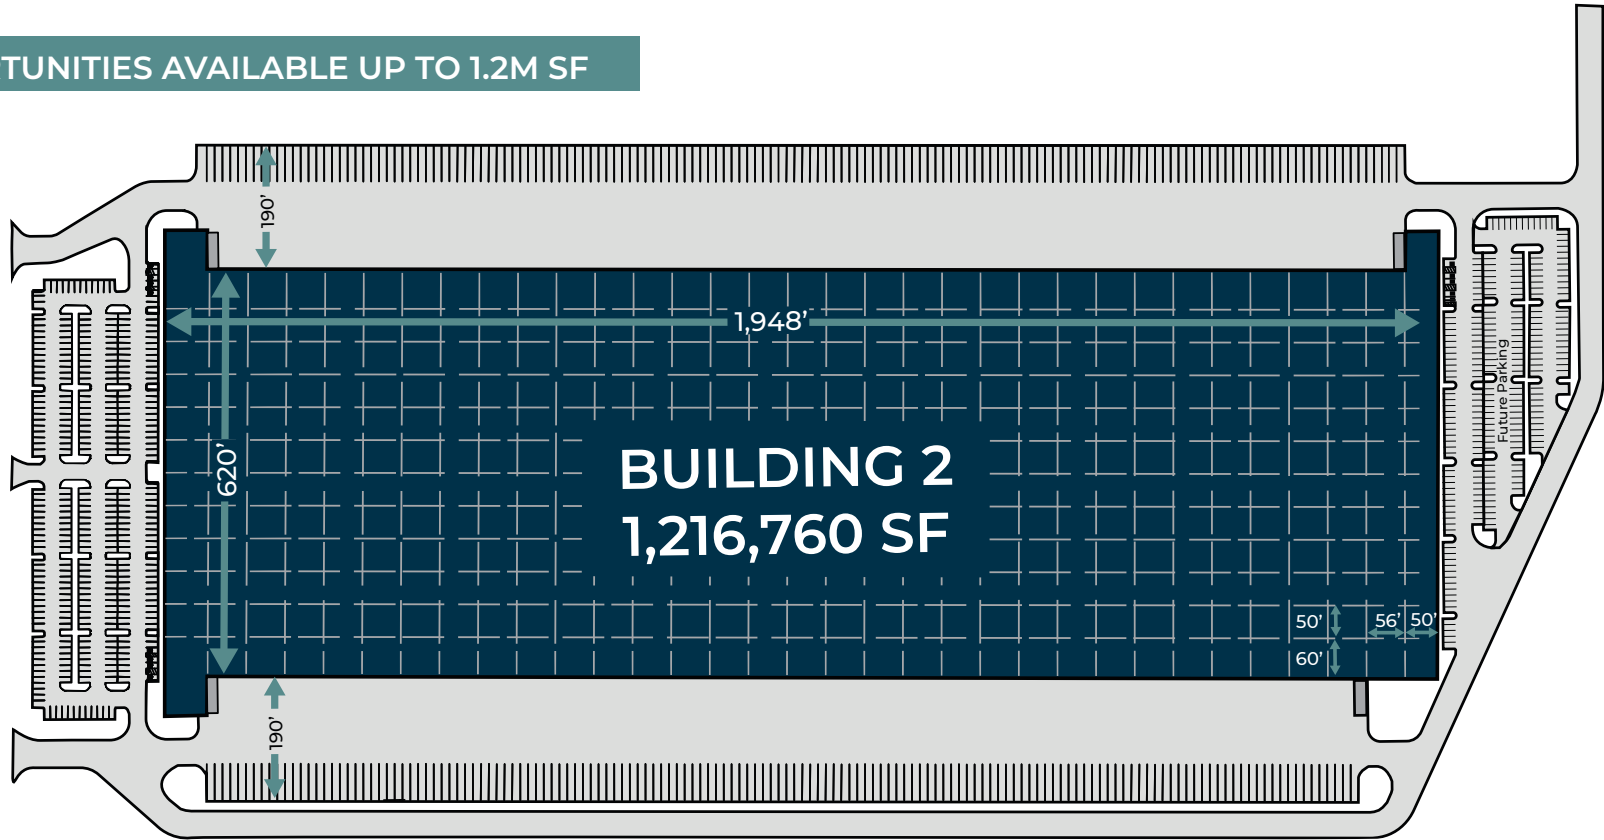 TUNITIES AVAILABLE UP TO 1.2M SF
190’
1,948’
620’
Future Parking
BUILDING 2
1,216,760 SF
50’
56’
50’
60’
190’